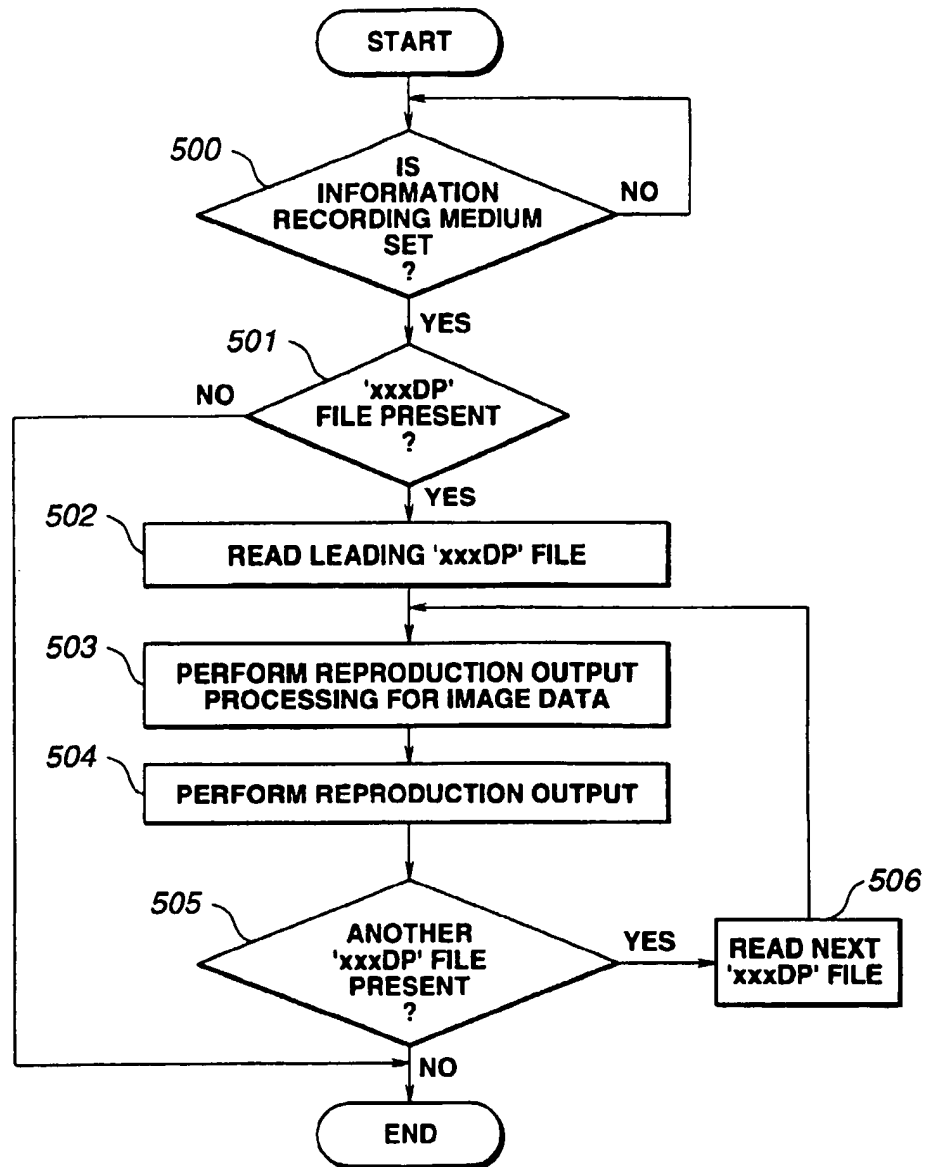 START
500
IS
INFORMATION
RECORDING MEDIUM
SET
?
NO
YES
501
'xxxDP'
FILE PRESENT
?
NO
YES
502
READ LEADING 'xxxDP' FILE
503
PERFORM REPRODUCTION OUTPUT
PROCESSING FOR IMAGE DATA
504
PERFORM REPRODUCTION OUTPUT
505
ANOTHER
'xxxDP' FILE
PRESENT
?
YES
506
READ NEXT
'xxxDP' FILE
NO
END